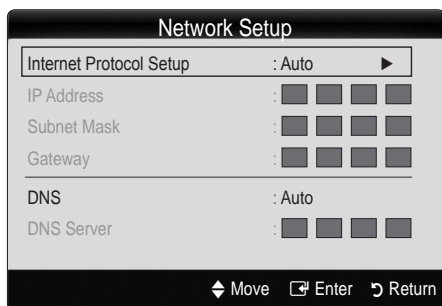 Network Setup
Internet Protocol Setup : Auto ►
IP Address :
Subnet Mask :
Gateway :
DNS : Auto
DNS Server :
Move Enter Return